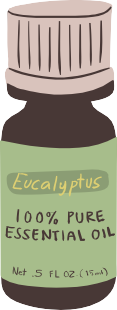 Eucalyptus
100% PURE
ESSENTIAL OIL
Net .5 FL OZ. (15ml)